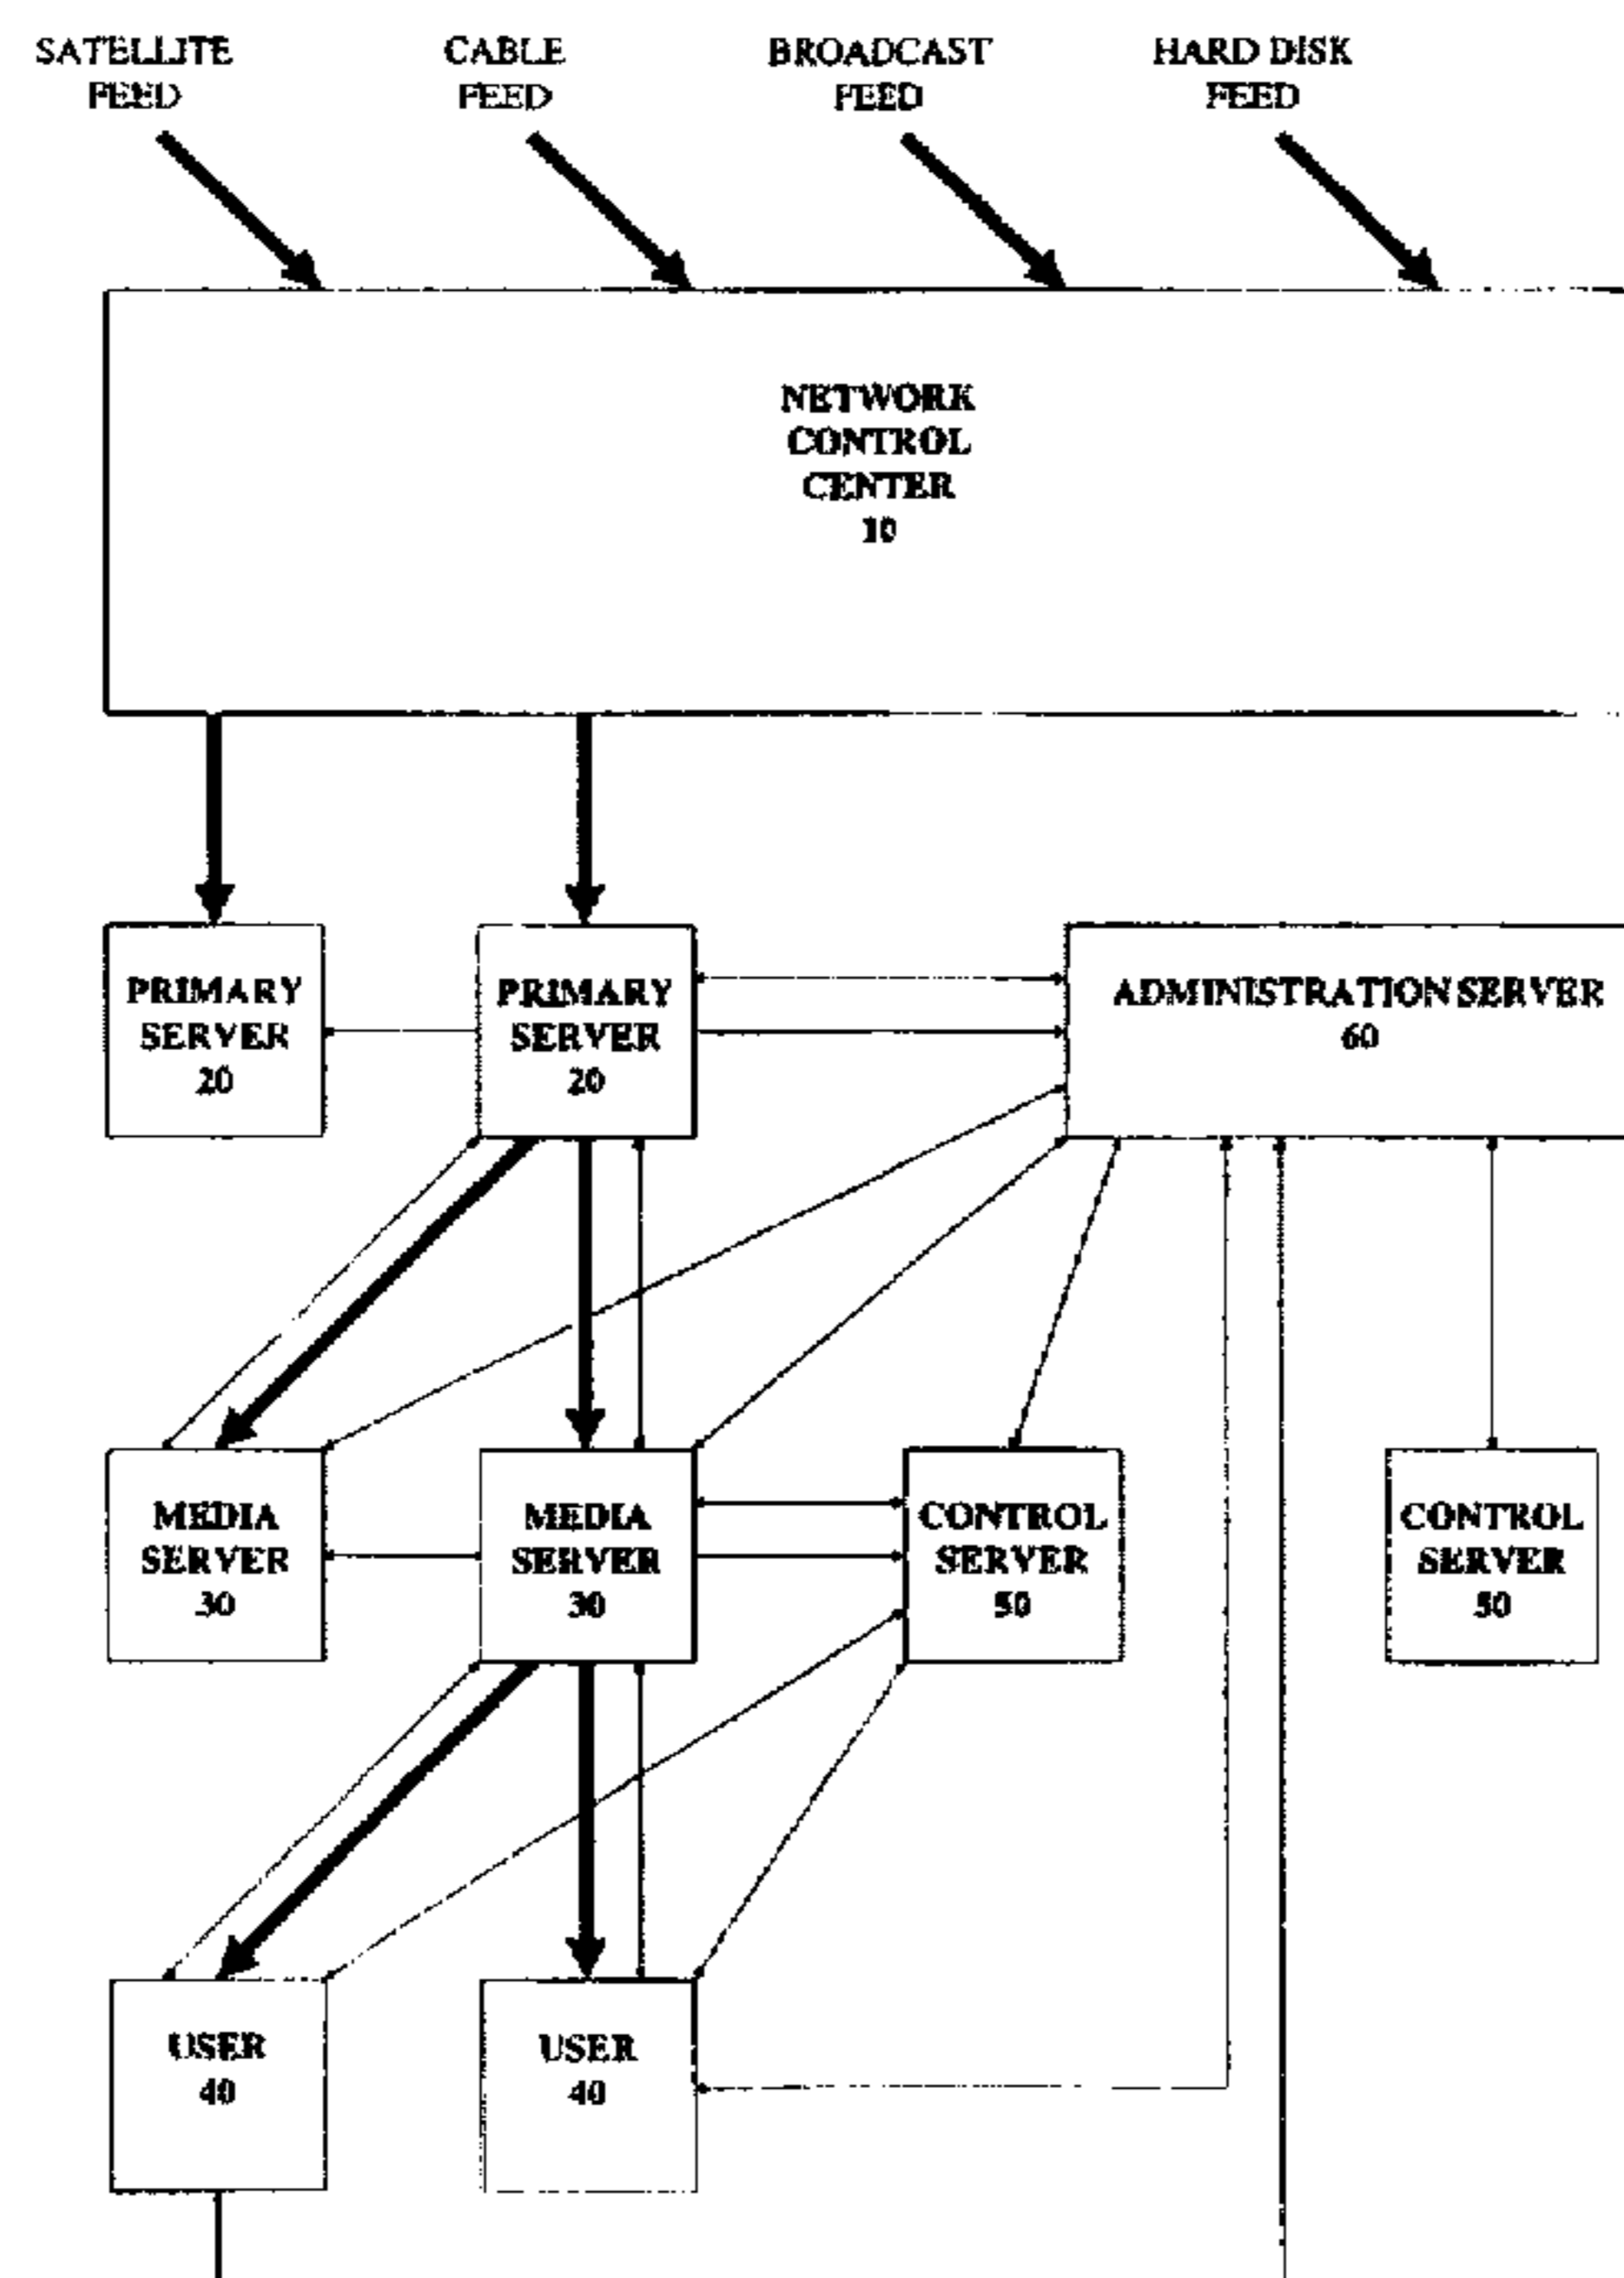 SATELLITE
FEED
CABLE
FEED
BROADCAST
FEED
HARD DISK
FEED
NETWORK
CONTROL
CENTER
10
PRIMARY
SERVER
20
PRIMARY
SERVER
20
ADMINISTRATION SERVER
60
MEDIA
SERVER
30
MEDIA
SERVER
30
CONTROL
SERVER
50
CONTROL
SERVER
50
USER
40
USER
40